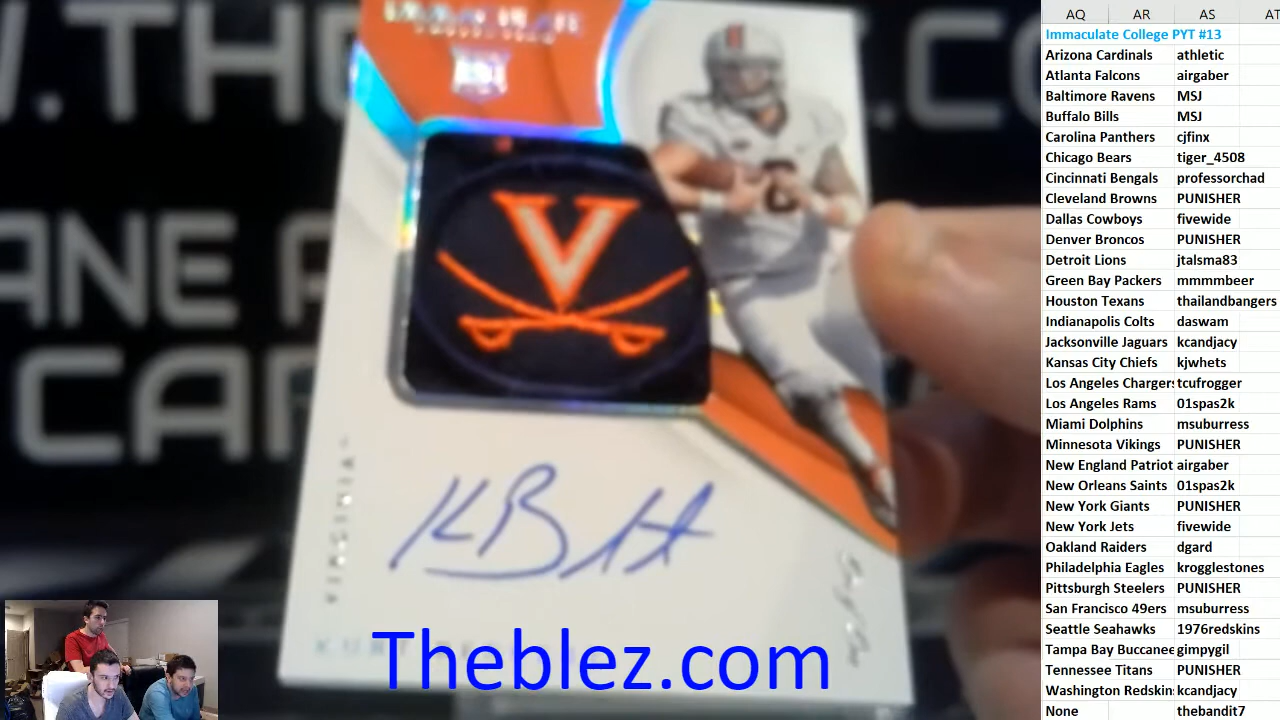 AQ AR AS AT
Immaculate College PYT #13
Arizona Cardinals athletic
Atlanta Falcons airgaber
Baltimore Ravens MSJ
Buffalo Bills MSJ
Carolina Panthers cjfinx
Chicago Bears tiger_4508
Cincinnati Bengals professorchad
Cleveland Browns PUNISHER
Dallas Cowboys fivewide
Denver Broncos PUNISHER
Detroit Lions jtalsma83
Green Bay Packers mmmmbeer
Houston Texans thailandbangers
Indianapolis Colts daswam
Jacksonville Jaguars kcandjacy
Kansas City Chiefs kjwhets
Los Angeles Chargers tcufrogger
Los Angeles Rams 01spas2k
Miami Dolphins msuburress
Minnesota Vikings PUNISHER
New England Patriot airgaber
New Orleans Saints 01spas2k
New York Giants PUNISHER
New York Jets fivewide
Oakland Raiders dgard
Philadelphia Eagles krogglestones
Pittsburgh Steelers PUNISHER
San Francisco 49ers msuburress
Seattle Seahawks 1976redskins
Tampa Bay Buccanee gimpygil
Tennessee Titans PUNISHER
Washington Redskins kcandjacy
None thebandit7
V
VIRGINIA
KURT
Theblez.com